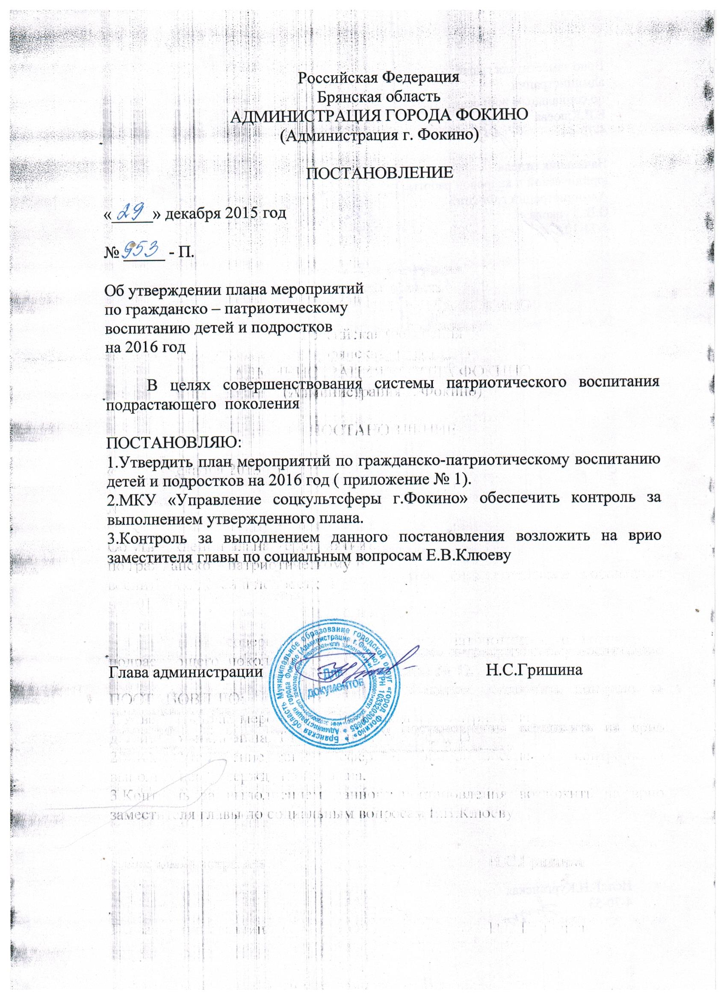 Российская Федерация
Брянская область
АДМИНИСТРАЦИЯ ГОРОДА ФОКИНО
(Администрация г. Фокино)
ПОСТАНОВЛЕНИЕ
« 29 » декабря 2015 год
№ 953 - П.
Об утверждении плана мероприятий
по гражданско – патриотическому
воспитанию детей и подростков
на 2016 год
В целях совершенствования системы патриотического воспитания
подрастающего поколения
ПОСТАНОВЛЯЮ:
1.Утвердить план мероприятий по гражданско-патриотическому воспитанию
детей и подростков на 2016 год ( приложение № 1).
2.МКУ «Управление соцкультсферы г.Фокино» обеспечить контроль за
выполнением утвержденного плана.
3.Контроль за выполнением данного постановления возложить на врио
заместителя главы по социальным вопросам Е.В.Клюеву
Глава администрации Н.С.Гришина
Брянская область Муниципальное образование городской округ «город Фокино»
Администрация города Фокино (Администрация г. Фокино)
Для
документов